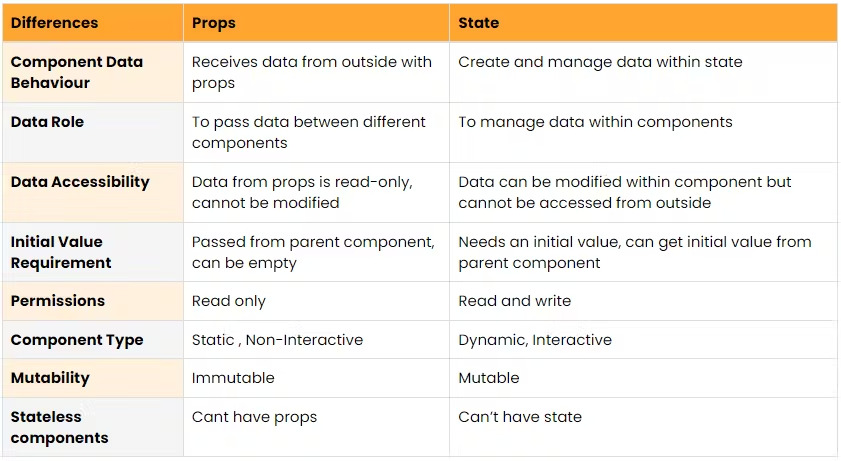 Differences Props State
Component Data Behaviour Receives data from outside with props Create and manage data within state
Data Role To pass data between different components To manage data within components
Data Accessibility Data from props is read-only, cannot be modified Data can be modified within component but cannot be accessed from outside
Initial Value Requirement Passed from parent component, can be empty Needs an initial value, can get initial value from parent component
Permissions Read only Read and write
Component Type Static , Non-Interactive Dynamic, Interactive
Mutability Immutable Mutable
Stateless components Cant have props Can’t have state